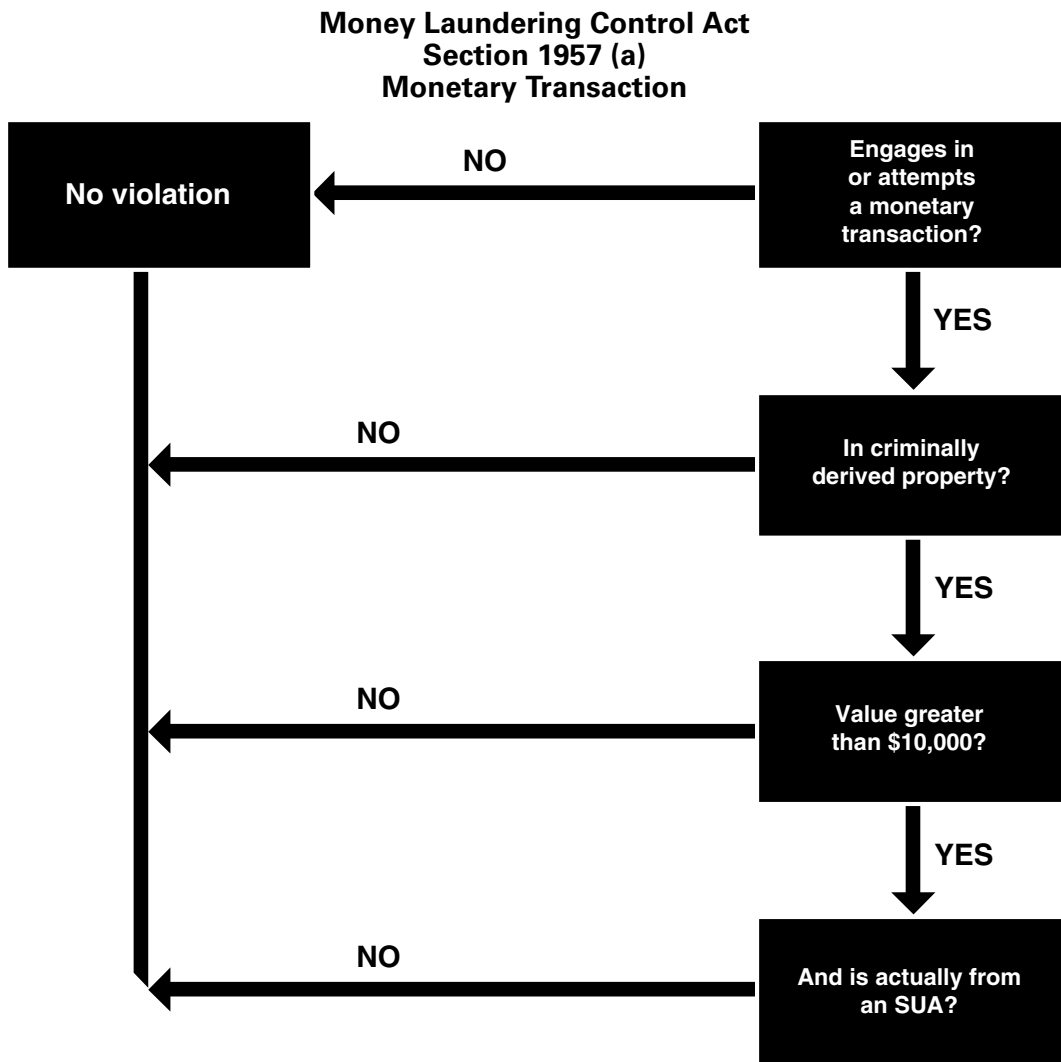 Money Laundering Control Act
Section 1957 (a)
Monetary Transaction
No violation
NO
Engages in
or attempts
a monetary
transaction?
YES
NO
In criminally
derived property?
YES
NO
Value greater
than $10,000?
YES
NO
And is actually from
an SUA?